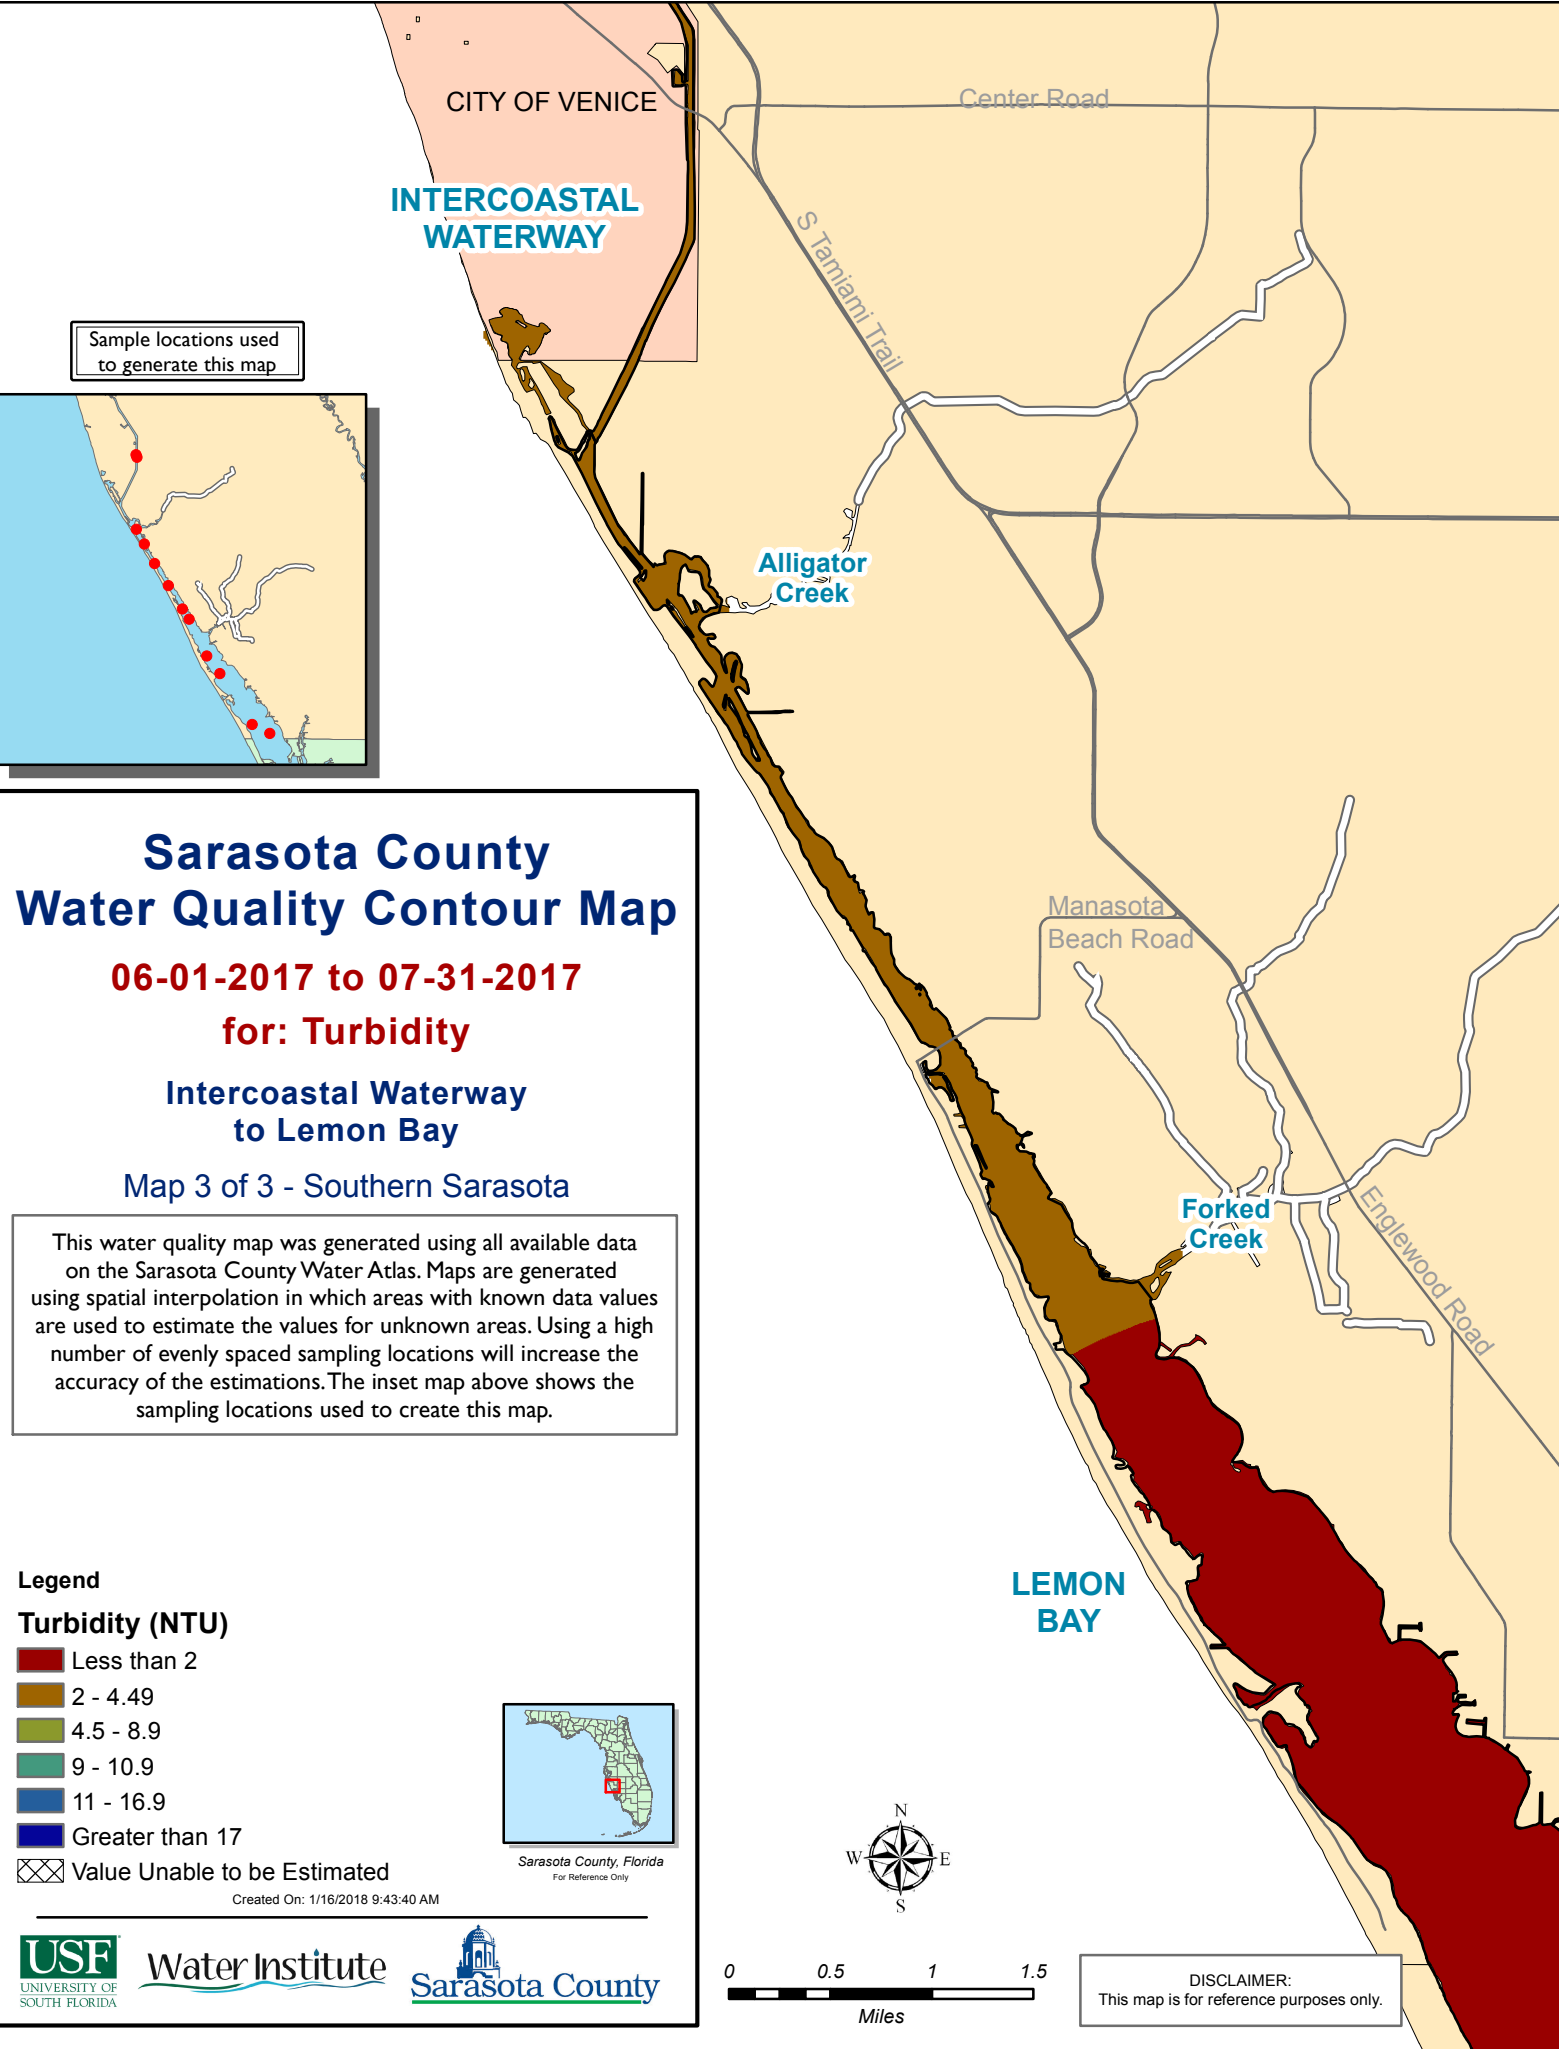 CITY OF VENICE
Center Road
INTERCOASTAL
WATERWAY
S Tamiami Trail
Sample locations used
to generate this map
Alligator
Creek
Sarasota County
Water Quality Contour Map
06-01-2017 to 07-31-2017
for: Turbidity
Intercoastal Waterway
to Lemon Bay
Map 3 of 3 - Southern Sarasota
This water quality map was generated using all available data
on the Sarasota County Water Atlas. Maps are generated
using spatial interpolation in which areas with known data values
are used to estimate the values for unknown areas. Using a high
number of evenly spaced sampling locations will increase the
accuracy of the estimations. The inset map above shows the
sampling locations used to create this map.
Manasota
Beach Road
Forked
Creek
Englewood Road
LEMON
BAY
Legend
Turbidity (NTU)
Less than 2
2 - 4.49
4.5 - 8.9
9 - 10.9
11 - 16.9
Greater than 17
Value Unable to be Estimated
Sarasota County, Florida
For Reference Only
Created On: 1/16/2018 9:43:40 AM
USF
UNIVERSITY OF
SOUTH FLORIDA
Water Institute
Sarasota County
N
W E
S
0 0.5 1 1.5
Miles
DISCLAIMER:
This map is for reference purposes only.